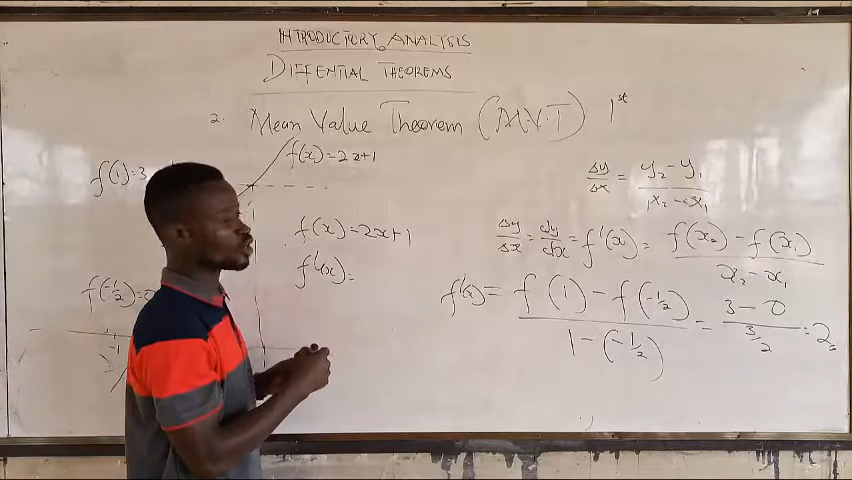 INTRODUCTORY ANALYSIS
DIFFENTIAL THEOREMS
2. Mean Value Theorem (M.V.T) 1st
f(x)=2x+1
f(1)=3
Δy/Δx = y₂-y₁/x₂-x₁
f(x)=2x+1
Δy/Δx = dy/dx = f'(x) = f(x₂)-f(x₁)/x₂-x₁
f'(x)=
f(-1/2)=0
f'(x) = f(1)-f(-1/2)/1-(-1/2) = 3-0/3/2 = 2